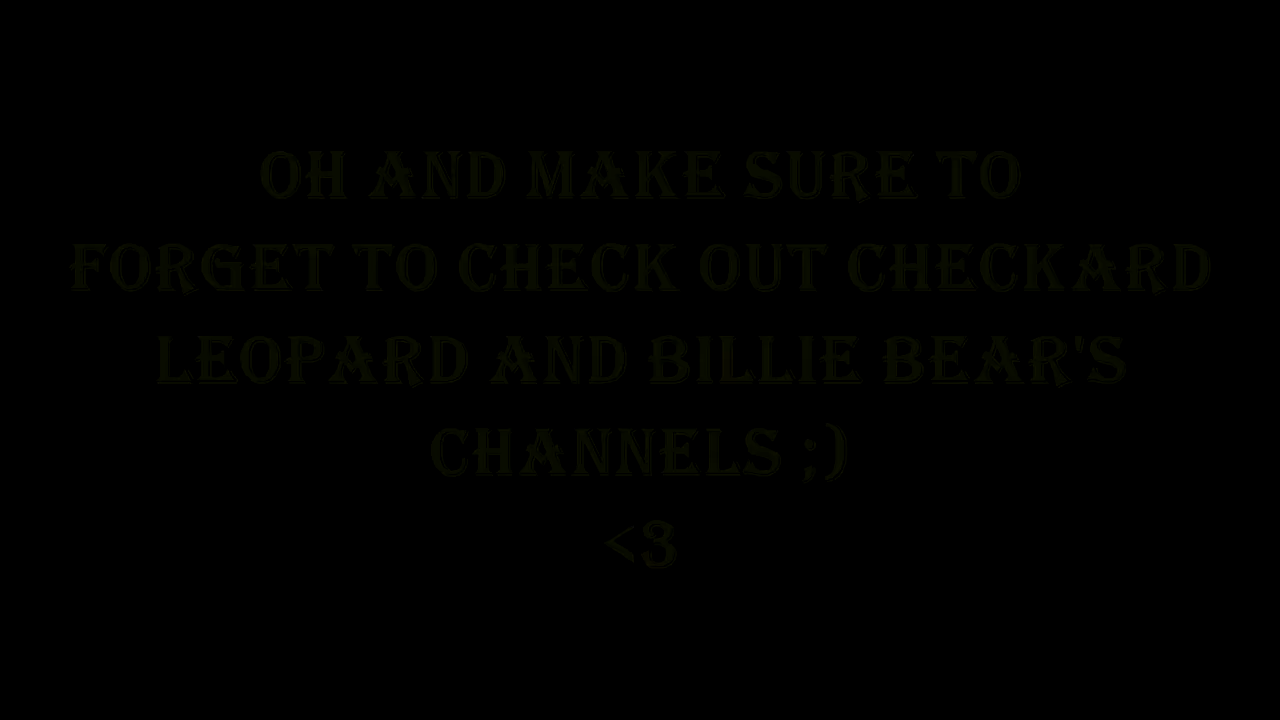 OH AND MAKE SURE TO
FORGET TO CHECK OUT CHECKARD
LEOPARD AND BILLIE BEAR'S
CHANNELS ;)
<3